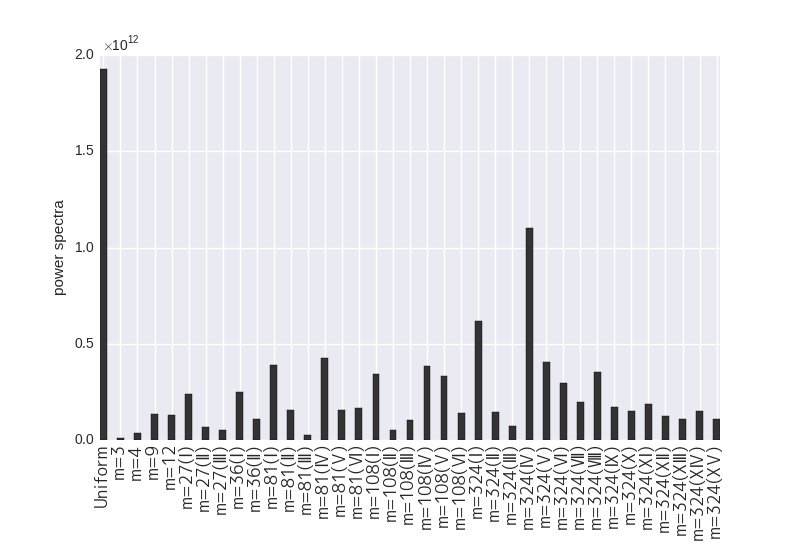 ×10¹²
2.0
1.5
1.0
0.5
0.0
power spectra
Uniform
m=3
m=4
m=9
m=12
m=27(Ⅰ)
m=27(Ⅱ)
m=27(Ⅲ)
m=36(Ⅰ)
m=36(Ⅱ)
m=81(Ⅰ)
m=81(Ⅱ)
m=81(Ⅲ)
m=81(Ⅳ)
m=81(Ⅴ)
m=81(Ⅵ)
m=108(Ⅰ)
m=108(Ⅱ)
m=108(Ⅲ)
m=108(Ⅳ)
m=108(Ⅴ)
m=108(Ⅵ)
m=324(Ⅰ)
m=324(Ⅱ)
m=324(Ⅲ)
m=324(Ⅳ)
m=324(Ⅴ)
m=324(Ⅵ)
m=324(Ⅶ)
m=324(Ⅷ)
m=324(Ⅸ)
m=324(Ⅹ)
m=324(Ⅺ)
m=324(Ⅻ)
m=324(XⅢ)
m=324(XⅣ)
m=324(XⅤ)